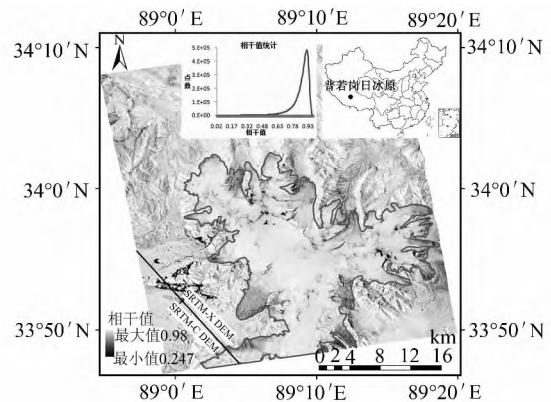 89°0′N 89°10′E 89°20′E
34°10′N
34°10′N
N
相干值统计
5.E+05
4.E+05
3.E+05
2.E+05
1.E+05
0.E+00
点数
0.02 0.17 0.32 0.48 0.63 0.78 0.93
相干值
普若岗日冰原
34°0′N
34°0′N
SRTM-X DEM
SRTM-C DEM
相干值
最大值0.98
最小值0.247
33°50′N
33°50′N
km
0 2 4 8 12 16
89°0′E 89°10′E 89°20′E